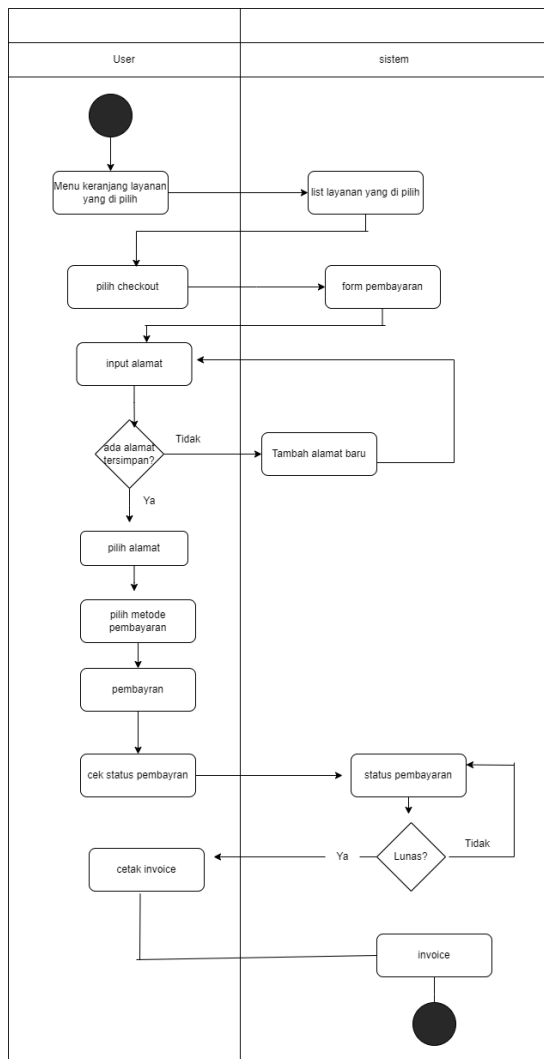 User
sistem
Menu keranjang layanan
yang di pilih
list layanan yang di pilih
pilih checkout
form pembayaran
input alamat
ada alamat
tersimpan?
Tidak
Tambah alamat baru
Ya
pilih alamat
pilih metode
pembayaran
pembayran
cek status pembayran
status pembayaran
Lunas?
Tidak
Ya
cetak invoice
invoice